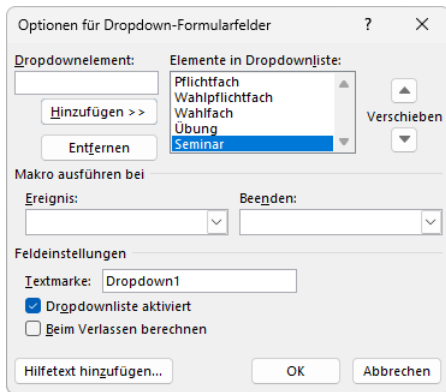 Optionen für Dropdown-Formularfelder ? X
Dropdownelement: Elemente in Dropdownliste:
Pflichtfach
Wahlpflichtfach
Wahlfach
Übung
Seminar
Hinzufügen >>
Entfernen
Verschieben
Makro ausführen bei
Ereignis: Beenden:
Feldeinstellungen
Textmarke: Dropdown1
Dropdownliste aktiviert
Beim Verlassen berechnen
Hilfetext hinzufügen... OK Abbrechen